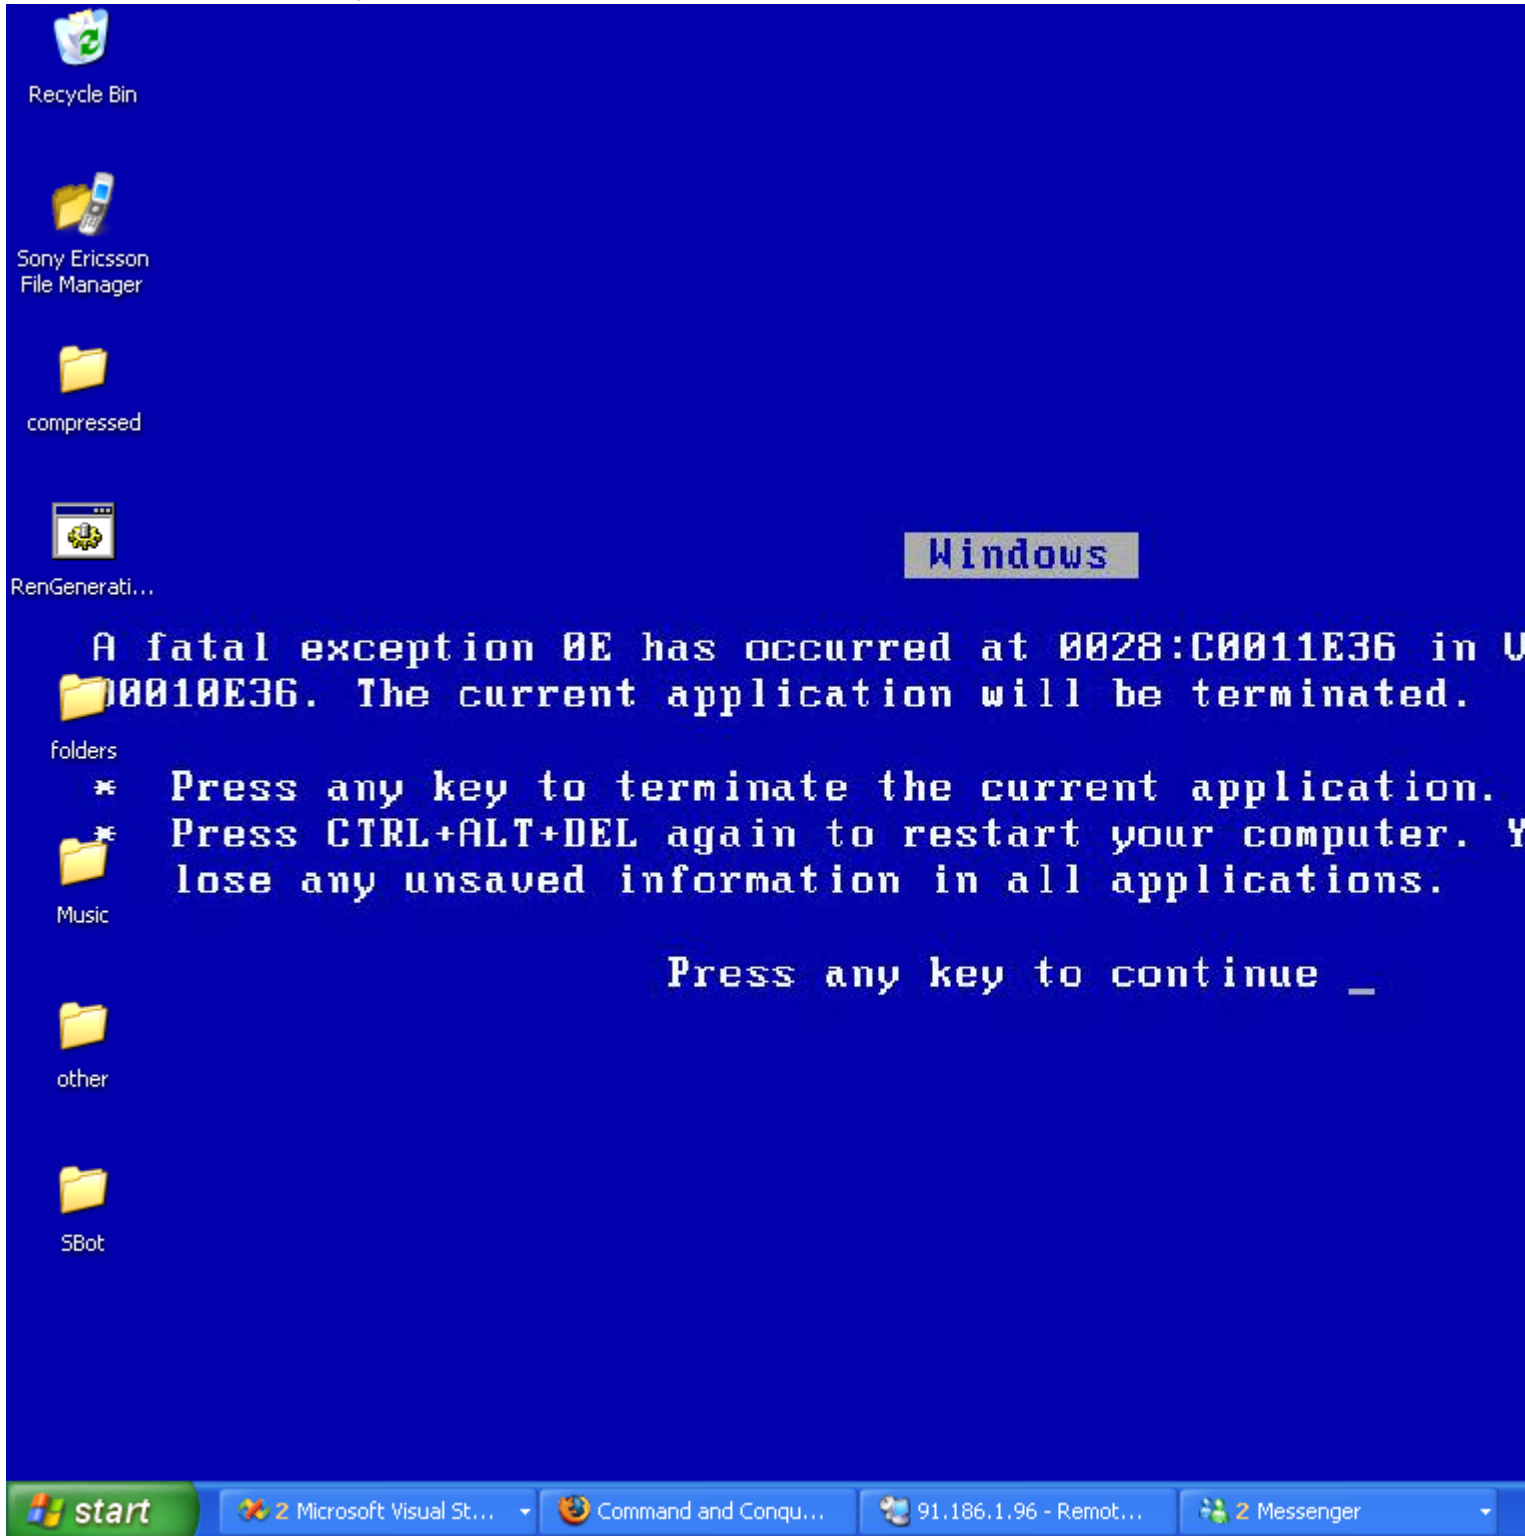 Recycle Bin
Sony Ericsson
File Manager
compressed
RenGenerati...
Windows
A fatal exception 0E has occurred at 0028:C0011E36 in
00010E36. The current application will be terminated.
folders
* Press any key to terminate the current application.
* Press CTRL+ALT+DEL again to restart your computer. Y
lose any unsaved information in all applications.
Music
Press any key to continue _
other
SBot
start
2 Microsoft Visual St...
Command and Conqu...
91.186.1.96 - Remot...
2 Messenger